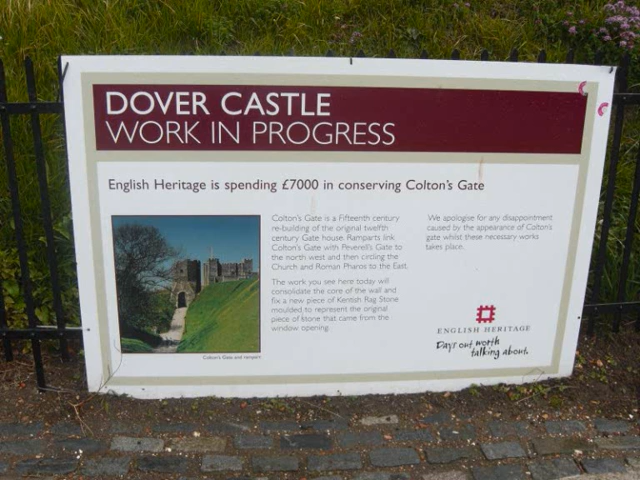 DOVER CASTLE
WORK IN PROGRESS
English Heritage is spending £7000 in conserving Colton's Gate
Colton's Gate is a Fifteenth century
re-building of the original twelfth
century Gate house. Ramparts link
Colton's Gate with Peverell's Gate to
the north west and then circling the
Church and Roman Pharos to the East.
The work you see here today will
consolidate the core of the wall and
fix a new piece of Kentish Rag Stone
moulded to represent the original
piece of stone that came from the
window opening.
We apologise for any disappointment
caused by the appearance of Colton's
gate whilst these necessary works
takes place.
Colton's Gate and rampart
ENGLISH HERITAGE
Days out worth
talking about.